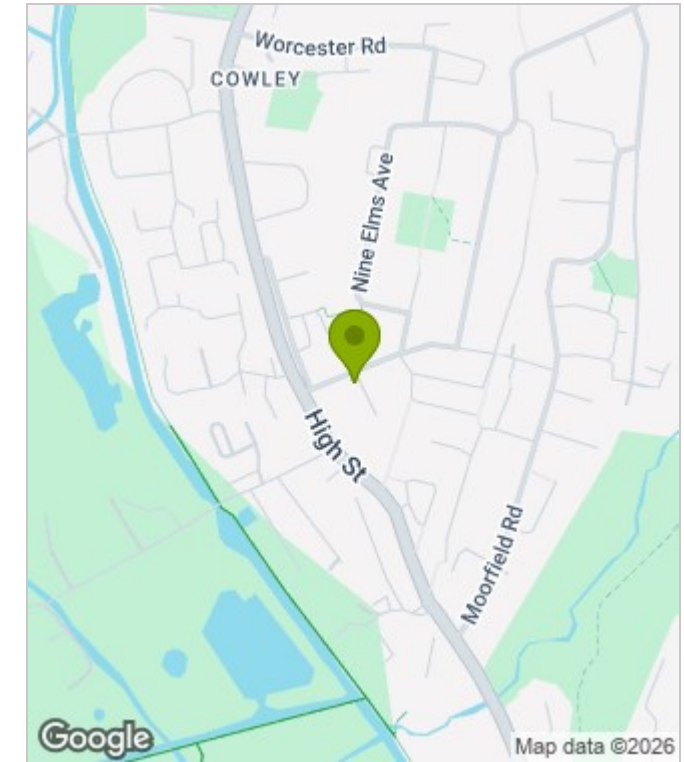 Worcester Rd
COWLEY
Nine Elms Ave
High St
Moorfield Rd
Google
Map data ©2026